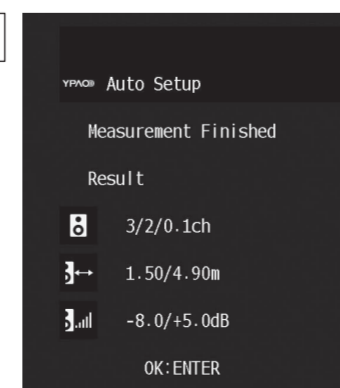 YPAO Auto Setup
Measurement Finished
Result
3/2/0.1ch
1.50/4.90m
-8.0/+5.0dB
OK:ENTER